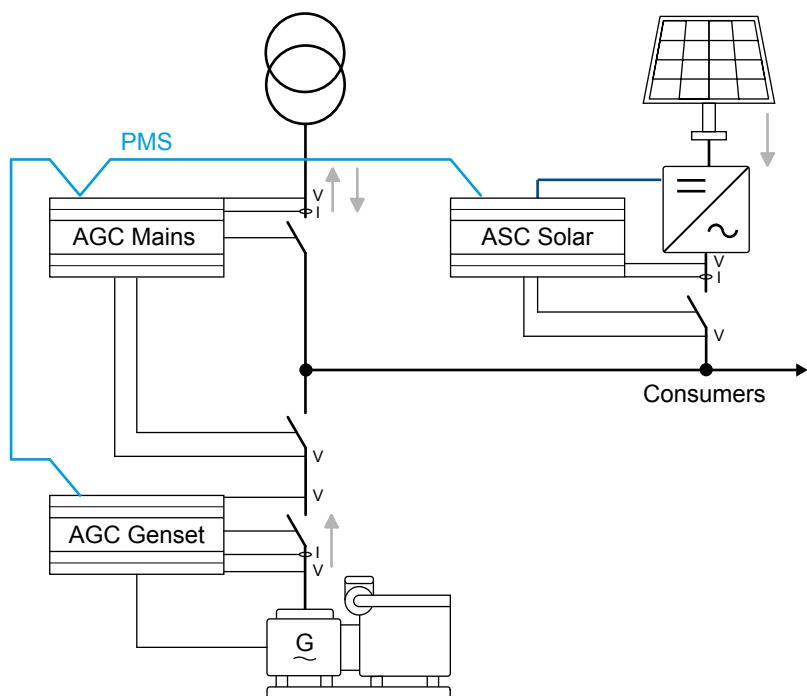 PMS
V
I
AGC Mains
ASC Solar
V
I
V
Consumers
V
V
AGC Genset
I
V
G